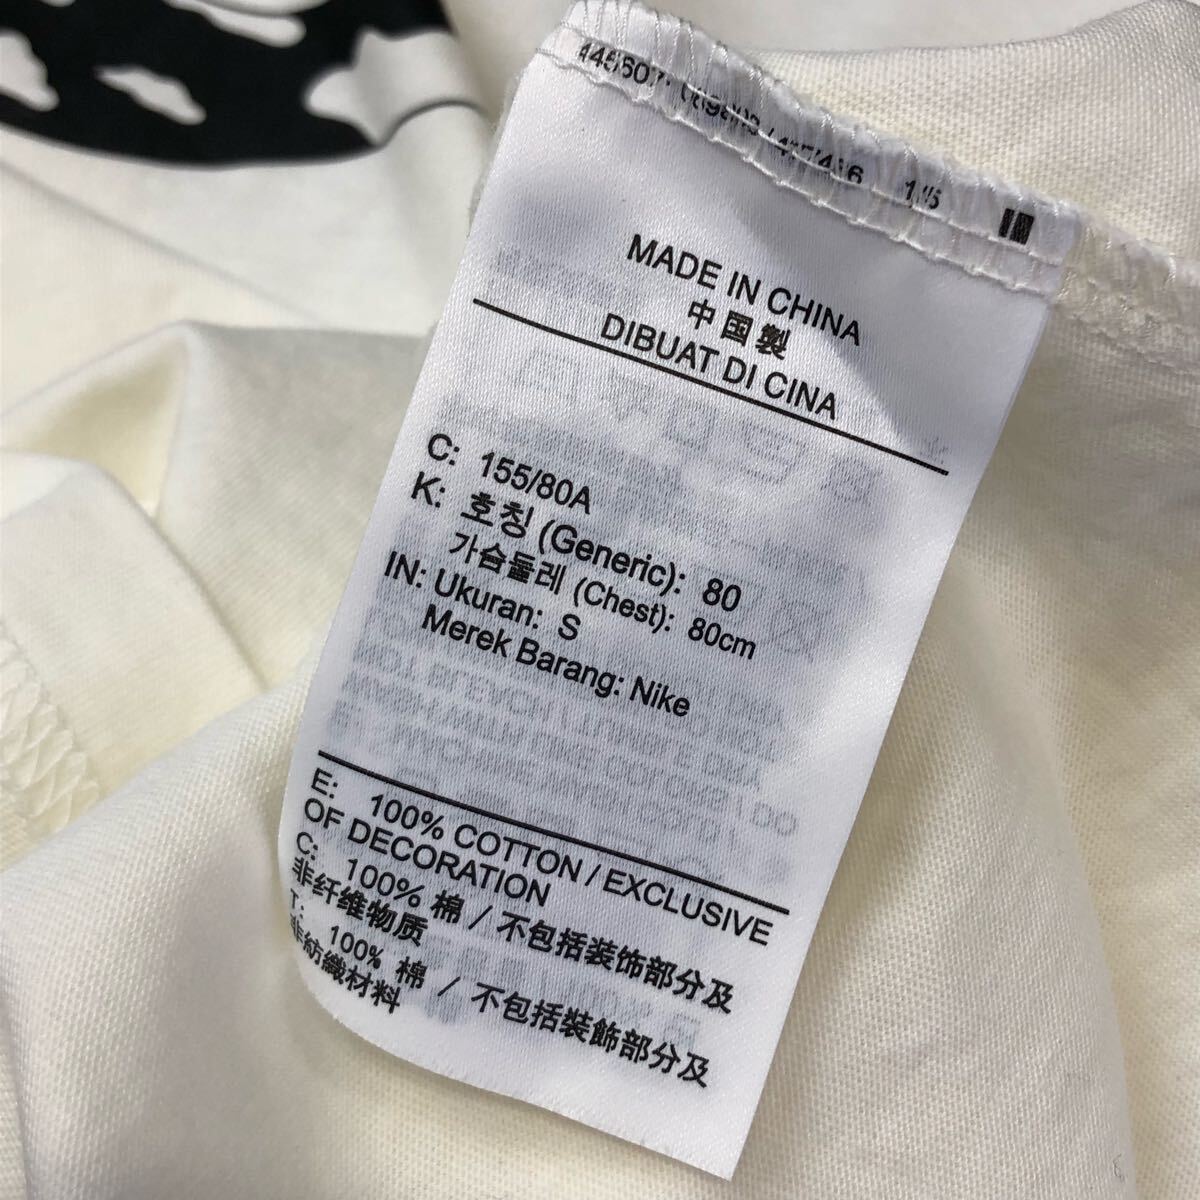 1/6
MADE IN CHINA
中国製
DIBUAT DI CINA
C: 155/80A
K: 호칭 (Generic): 80
가슴둘레 (Chest): 80cm
IN: Ukuran: S
Merek Barang: Nike
E: 100% COTTON / EXCLUSIVE
OF DECORATION
C: 100% 棉 / 不包括装饰部分及
非纤维物质
T: 100% 棉 / 不包括裝飾部分及
非紡織材料